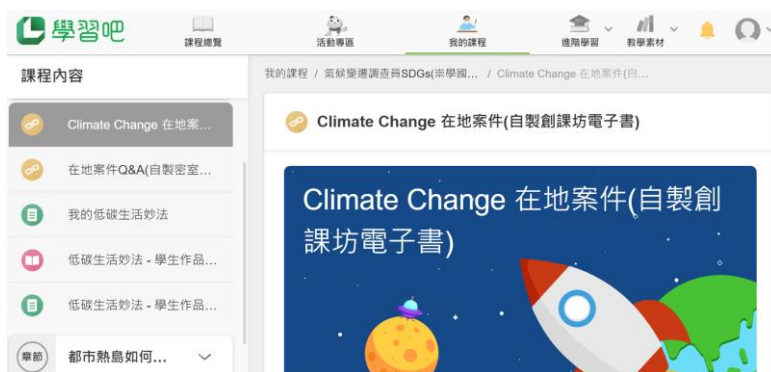 學習吧
課程總覽
活動專區
我的課程
進階學習
教學素材
課程內容
我的課程 / 氣候變遷調查員SDGs(崇學國... / Climate Change 在地案件(自...
Climate Change 在地案...
在地案件Q&A(自製密室...
我的低碳生活妙法
低碳生活妙法 - 學生作品...
低碳生活妙法 - 學生作品...
章節 都市熱島如何...
Climate Change 在地案件(自製創課坊電子書)
Climate Change 在地案件(自製創
課坊電子書)